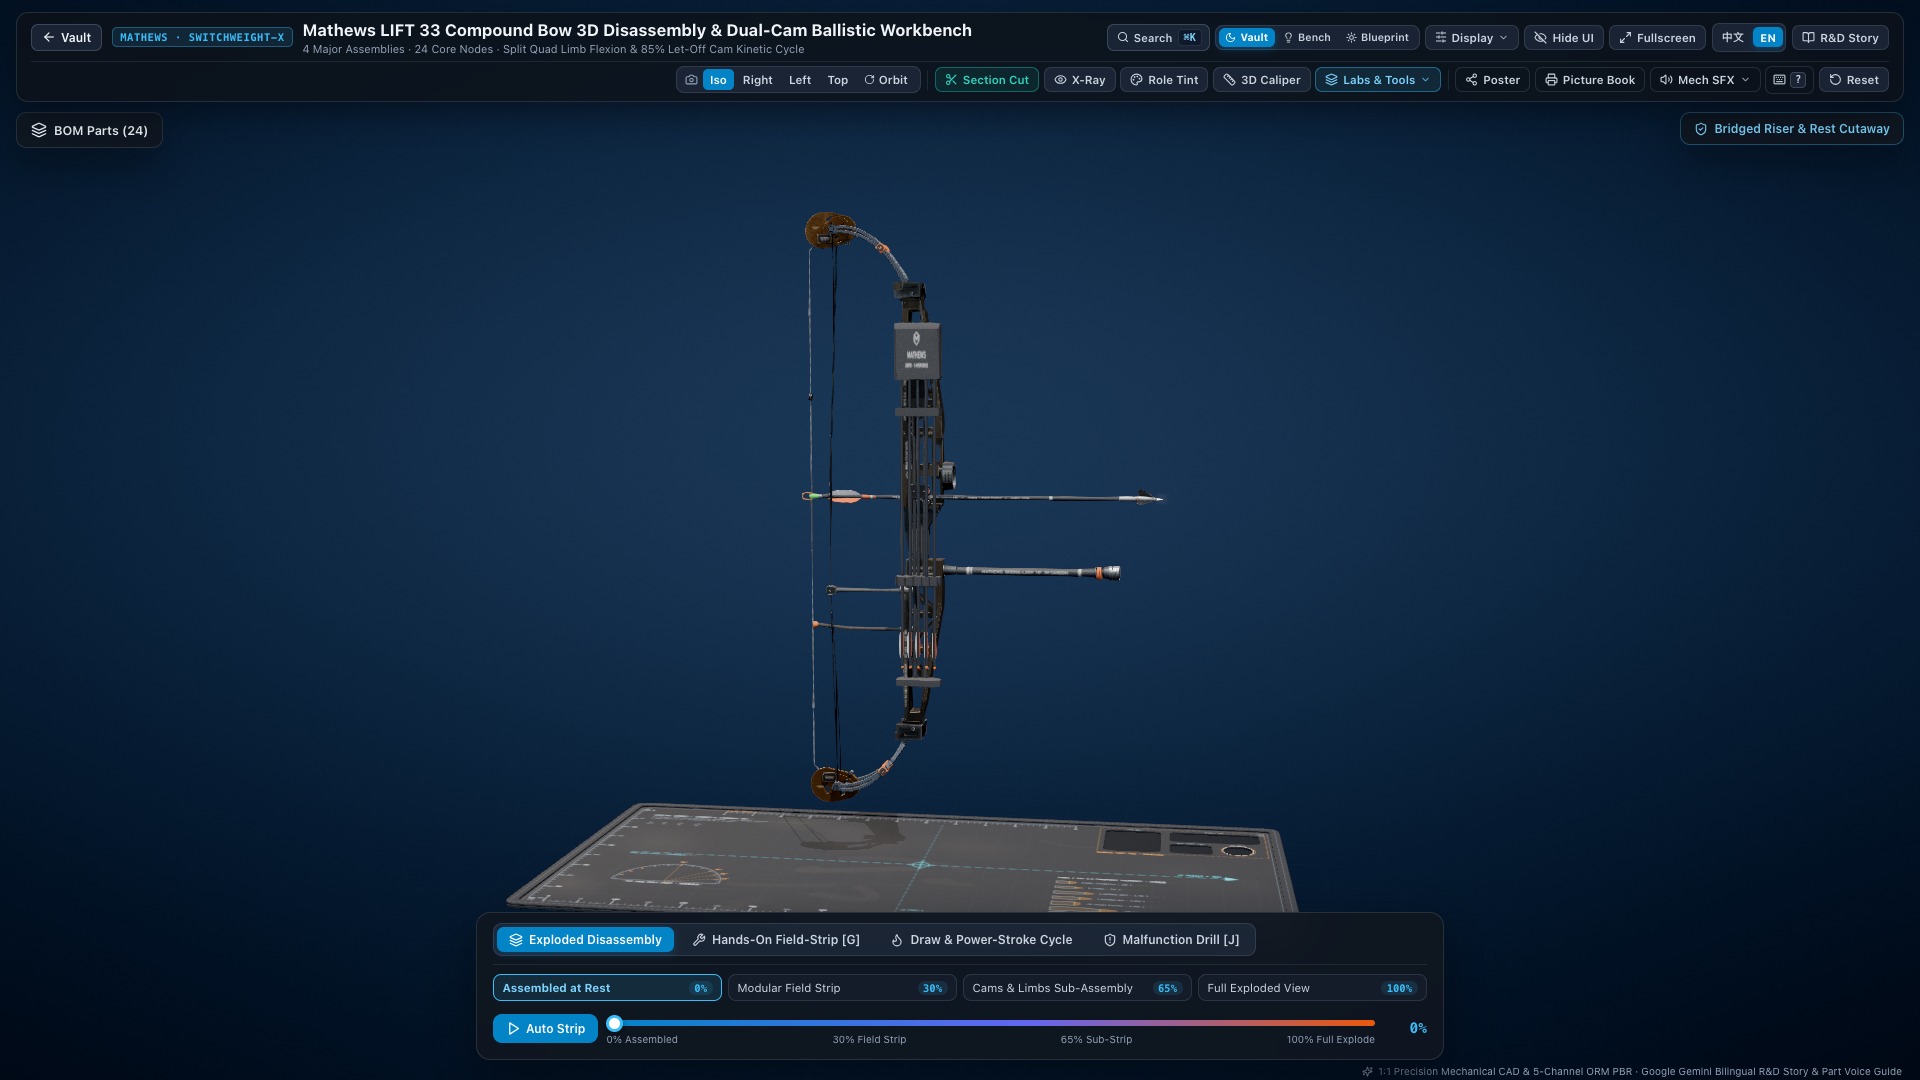 Vault
MATHEWS · SWITCHWEIGHT-X
Mathews LIFT 33 Compound Bow 3D Disassembly & Dual-Cam Ballistic Workbench
4 Major Assemblies · 24 Core Nodes · Split Quad Limb Flexion & 85% Let-Off Cam Kinetic Cycle
Search ⌘K
Vault
Bench
Blueprint
Display
Hide UI
Fullscreen
中文
EN
R&D Story
Iso
Right
Left
Top
Orbit
Section Cut
X-Ray
Role Tint
3D Caliper
Labs & Tools
Poster
Picture Book
Mech SFX
?
Reset
BOM Parts (24)
Bridged Riser & Rest Cutaway
MATHEWS
Exploded Disassembly
Hands-On Field-Strip [G]
Draw & Power-Stroke Cycle
Malfunction Drill [J]
Assembled at Rest 0%
Modular Field Strip 30%
Cams & Limbs Sub-Assembly 65%
Full Exploded View 100%
Auto Strip
0%
0% Assembled
30% Field Strip
65% Sub-Strip
100% Full Explode
1:1 Precision Mechanical CAD & 5-Channel ORM PBR · Google Gemini Bilingual R&D Story & Part Voice Guide